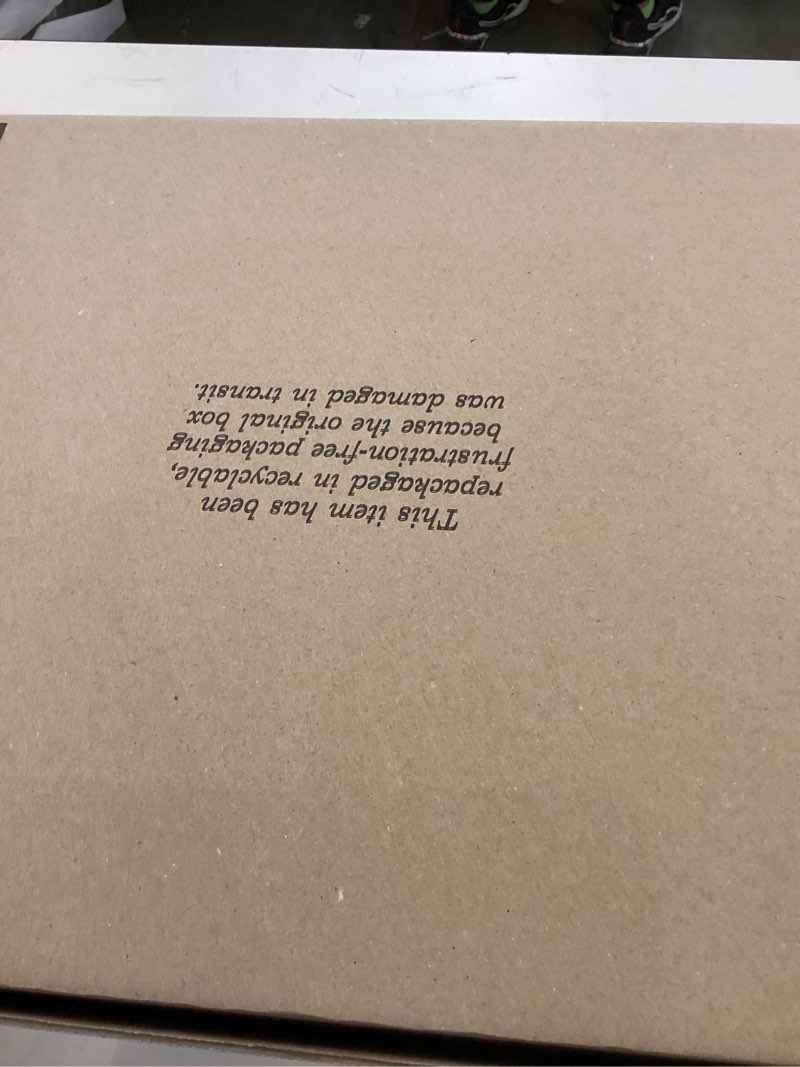 This item has been
repackaged in recyclable,
frustration-free packaging
because the original box
was damaged in transit.